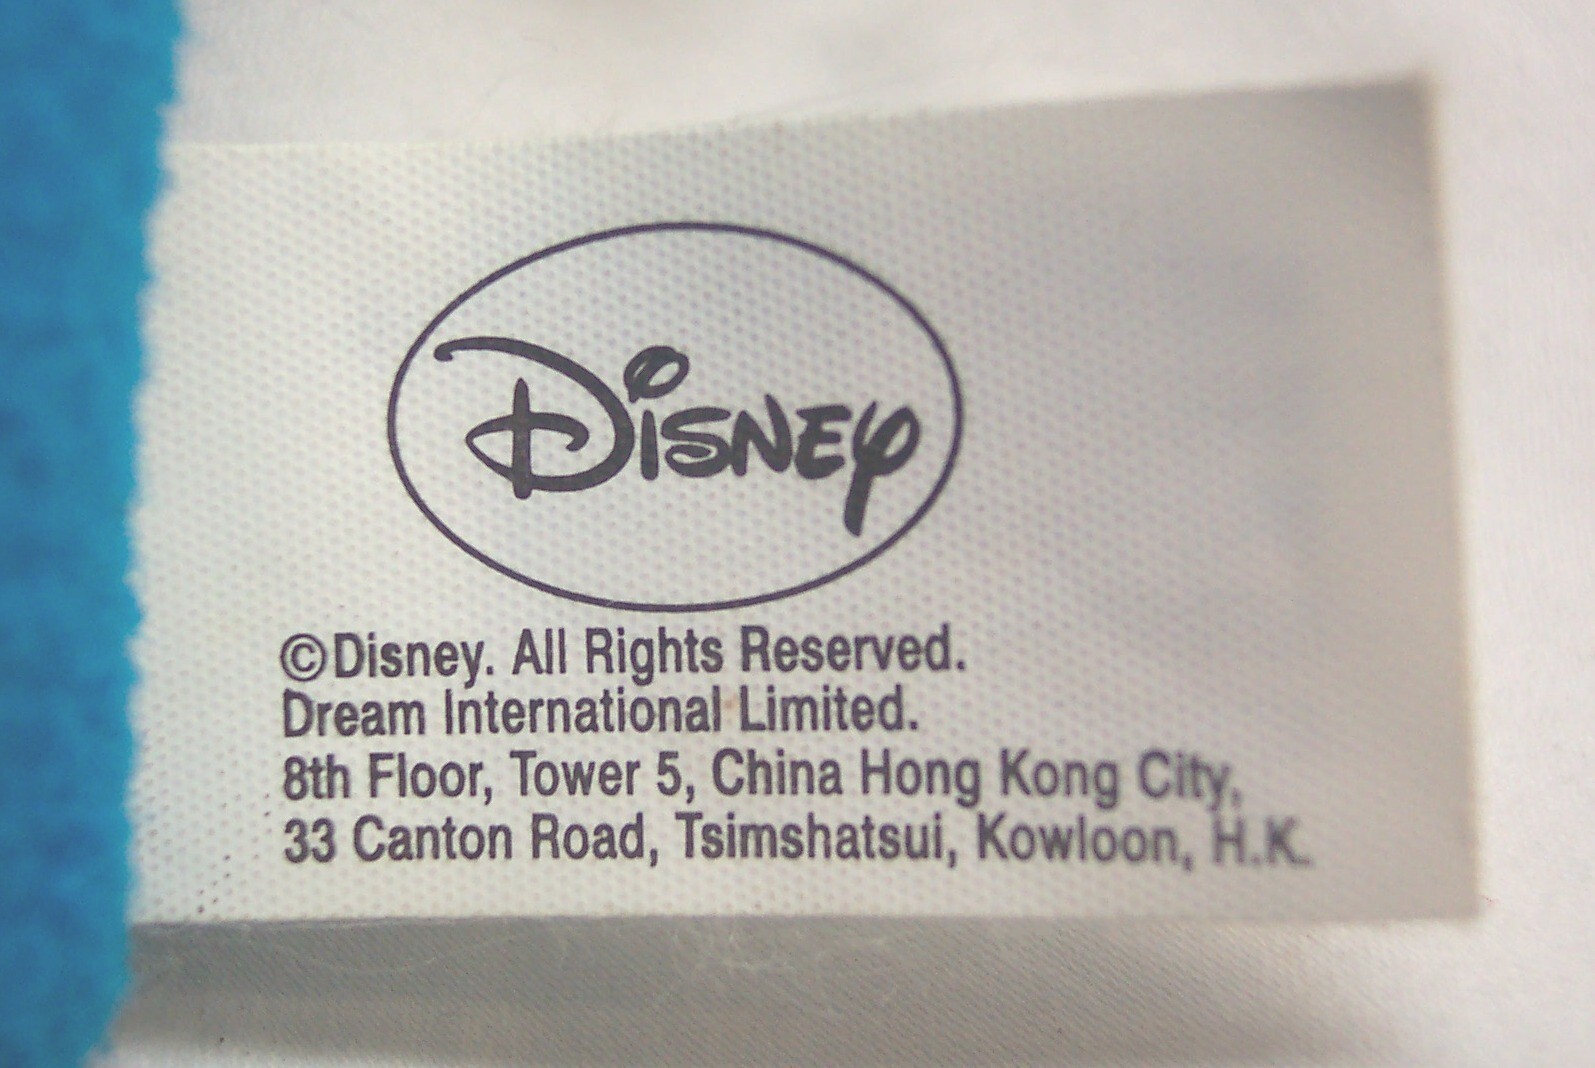 Disney
©Disney. All Rights Reserved.
Dream International Limited.
8th Floor, Tower 5, China Hong Kong City,
33 Canton Road, Tsimshatsui, Kowloon, H.K.